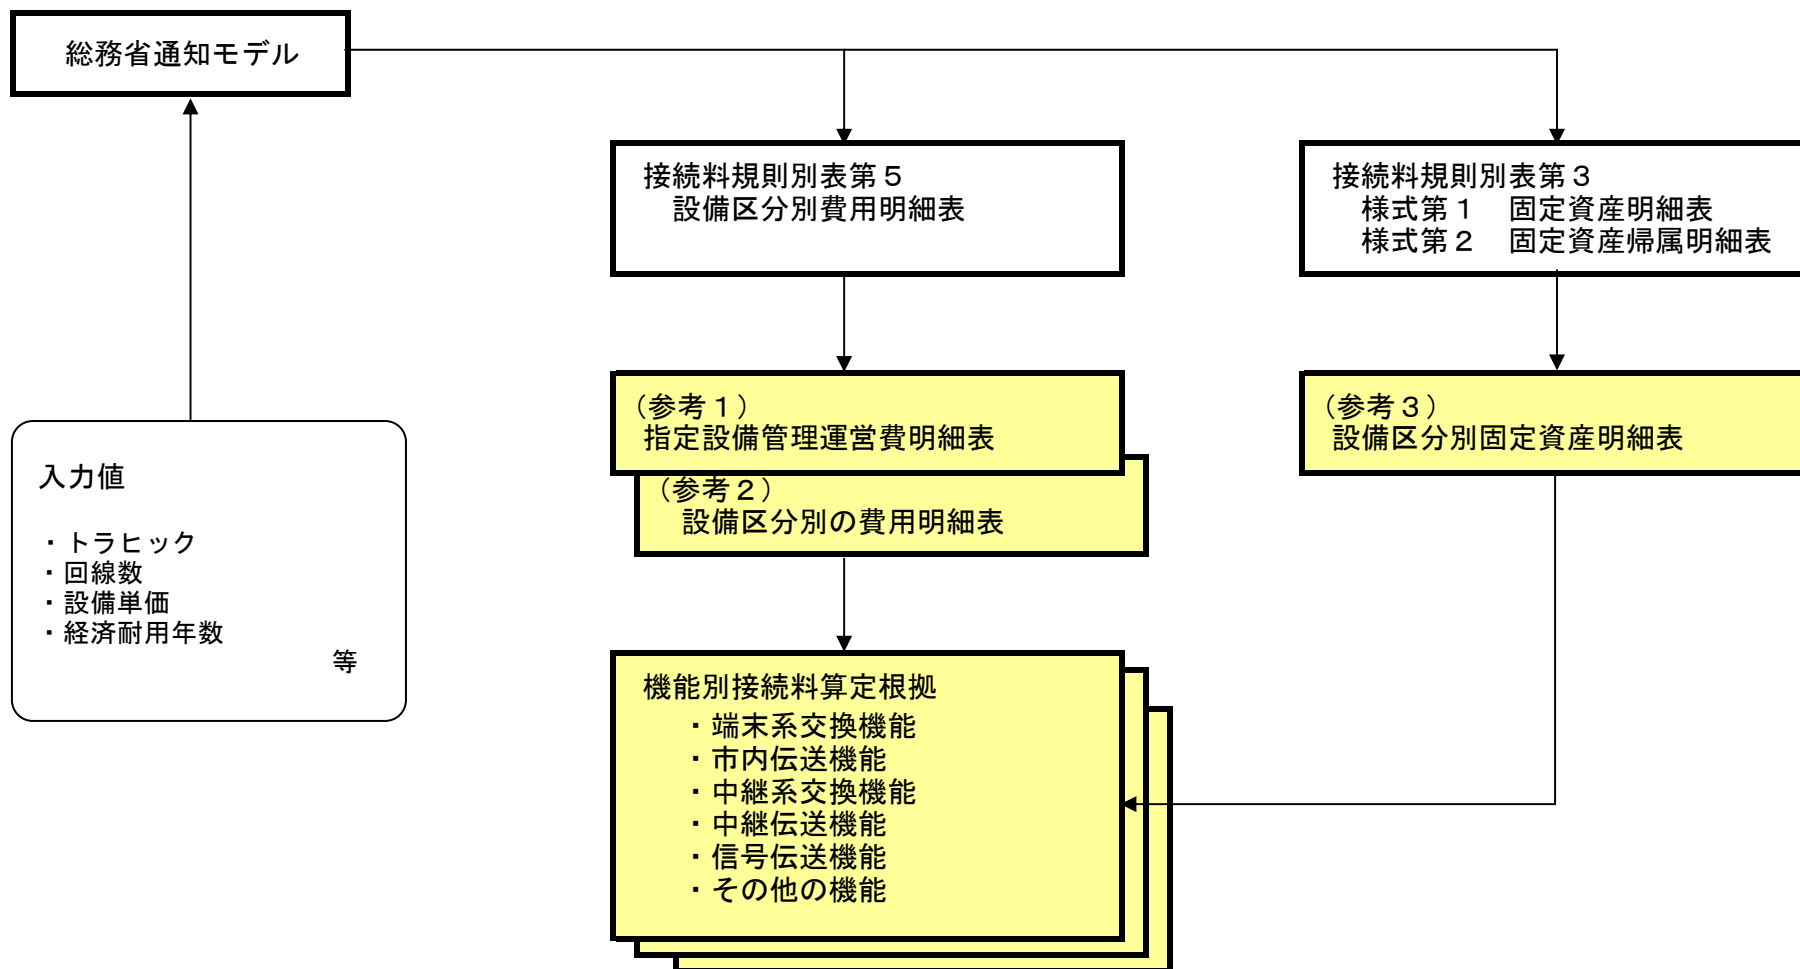 総務省通知モデル
接続料規則別表第５
設備区分別費用明細表
接続料規則別表第３
様式第１　固定資産明細表
様式第２　固定資産帰属明細表
（参考１）
指定設備管理運営費明細表
（参考２）
設備区分別の費用明細表
（参考３）
設備区分別固定資産明細表
入力値
・トラヒック
・回線数
・設備単価
・経済耐用年数
等
機能別接続料算定根拠
・端末系交換機能
・市内伝送機能
・中継系交換機能
・中継伝送機能
・信号伝送機能
・その他の機能